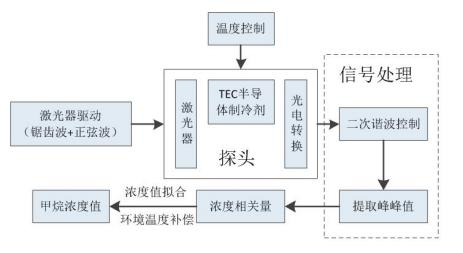 温度控制
信号处理
激光器驱动
（锯齿波+正弦波）
激光器
TEC半导
体制冷剂
光电转换
探头
二次谐波控制
提取峰峰值
浓度相关量
浓度值拟合
环境温度补偿
甲烷浓度值